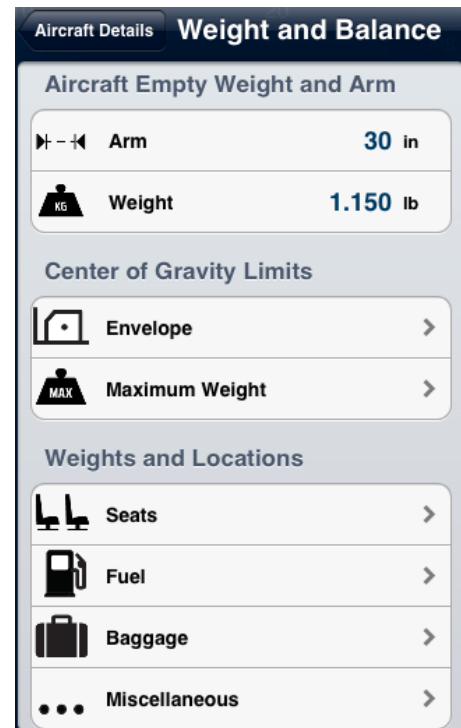 Aircraft Details Weight and Balance
Aircraft Empty Weight and Arm
Arm 30 in
KG Weight 1.150 lb
Center of Gravity Limits
Envelope
MAX Maximum Weight
Weights and Locations
Seats
Fuel
Baggage
Miscellaneous